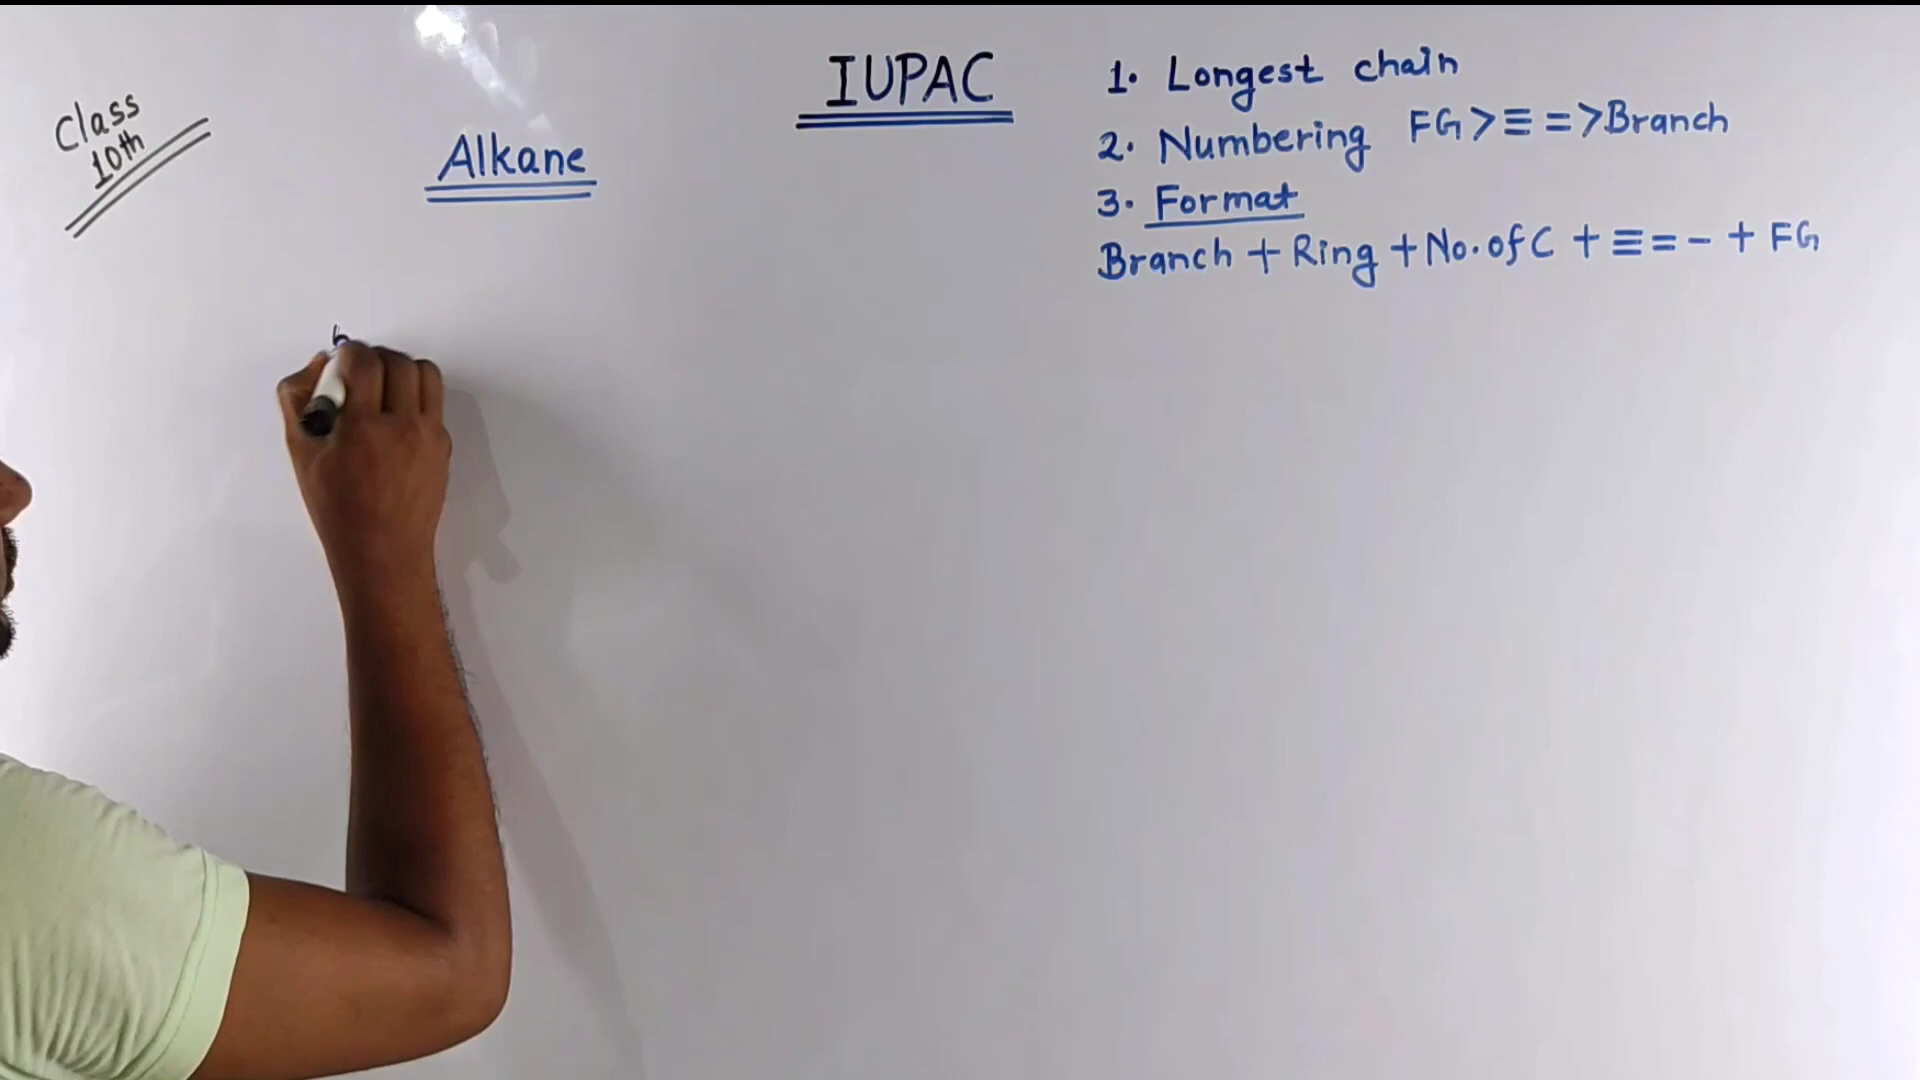 Class
10th
Alkane
IUPAC
1. Longest chain
2. Numbering FG > ≡ = > Branch
3. Format
Branch + Ring + No. of C + ≡ = - + FG